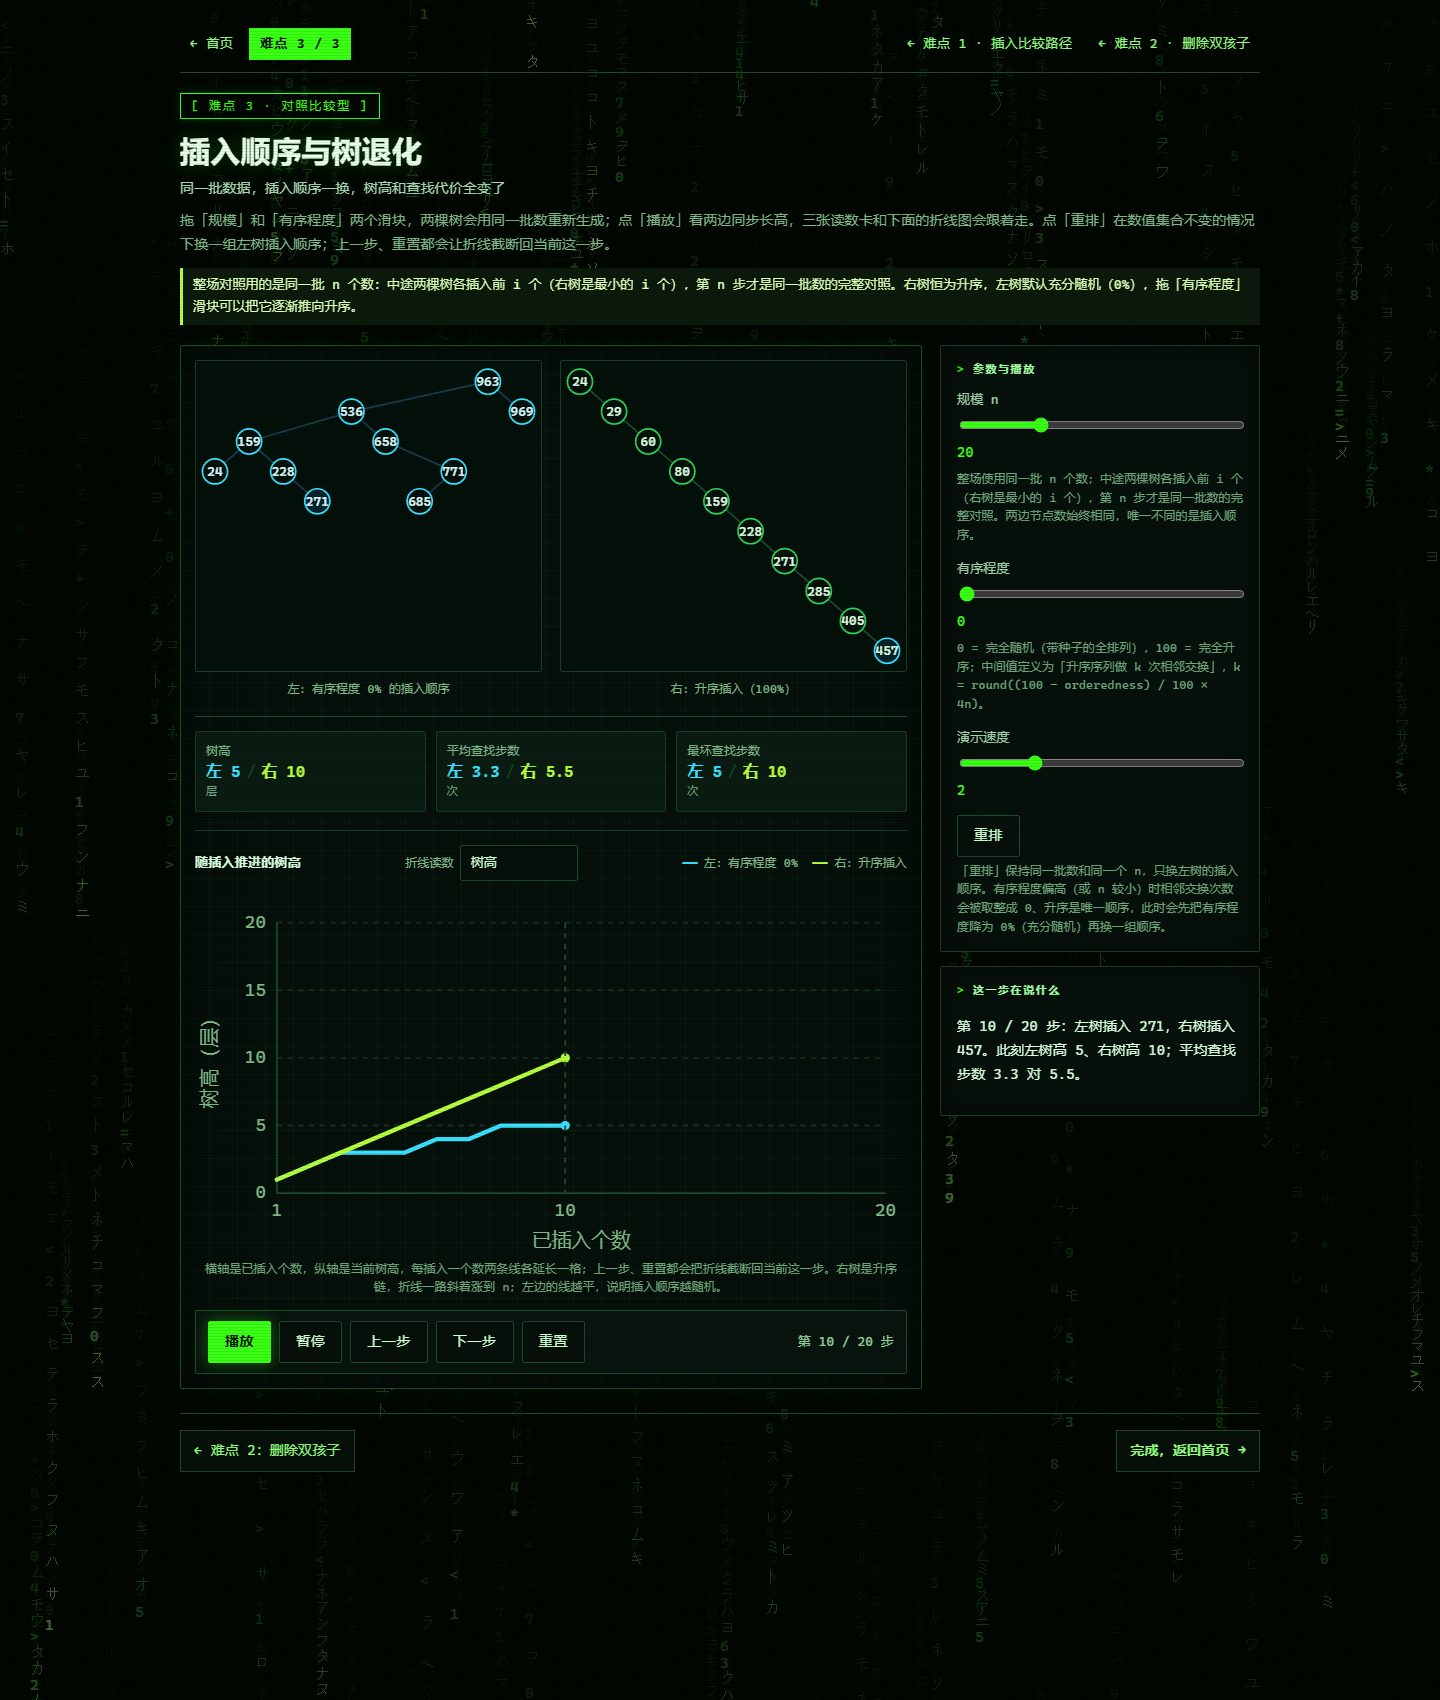 ← 首页
难点 3 / 3
← 难点 1 · 插入比较路径
← 难点 2 · 删除双孩子
[ 难点 3 · 对照比较型 ]
插入顺序与树退化
同一批数据，插入顺序一换，树高和查找代价全变了
拖「规模」和「有序程度」两个滑块，两棵树会用同一批数重新生成；点「播放」看两边同步长高，三张读数卡和下面的折线图会跟着走。点「重排」在数值集合不变的情况
下换一组左树插入顺序；上一步、重置都会让折线截断回当前这一步。
整场对照用的是同一批 n 个数：中途两棵树各插入前 i 个（右树是最小的 i 个），第 n 步才是同一批数的完整对照。右树恒为升序，左树默认充分随机（0%），拖「有序程度」
滑块可以把它逐渐推向升序。
963
536
969
159
658
24
228
771
271
685
左：有序程度 0% 的插入顺序
24
29
60
80
159
228
271
285
405
457
右：升序插入（100%）
树高
左 5 / 右 10
层
平均查找步数
左 3.3 / 右 5.5
次
最坏查找步数
左 5 / 右 10
次
随插入推进的树高
折线读数
树高
左：有序程度 0%
右：升序插入
20
15
10
5
0
树高（层）
1
10
20
已插入个数
横轴是已插入个数，纵轴是当前树高，每插入一个数两条线各延长一格；上一步、重置都会把折线截断回当前这一步。右树是升序
链，折线一路斜着涨到 n；左边的线越平，说明插入顺序越随机。
播放
暂停
上一步
下一步
重置
第 10 / 20 步
> 参数与播放
规模 n
20
整场使用同一批 n 个数；中途两棵树各插入前 i 个
（右树是最小的 i 个），第 n 步才是同一批数的完
整对照。两边节点数始终相同，唯一不同的是插入顺
序。
有序程度
0
0 = 完全随机（带种子的全排列），100 = 完全升
序；中间值定义为「升序序列做 k 次相邻交换」，k
= round((100 − orderedness) / 100 ×
4n)。
演示速度
2
重排
「重排」保持同一批数和同一个 n，只换左树的插入
顺序。有序程度偏高（或 n 较小）时相邻交换次数
会被取整成 0、升序是唯一顺序，此时会先把有序程
度降为 0%（充分随机）再换一组顺序。
> 这一步在说什么
第 10 / 20 步：左树插入 271，右树插入
457。此刻左树高 5、右树高 10；平均查找
步数 3.3 对 5.5。
← 难点 2：删除双孩子
完成，返回首页 →